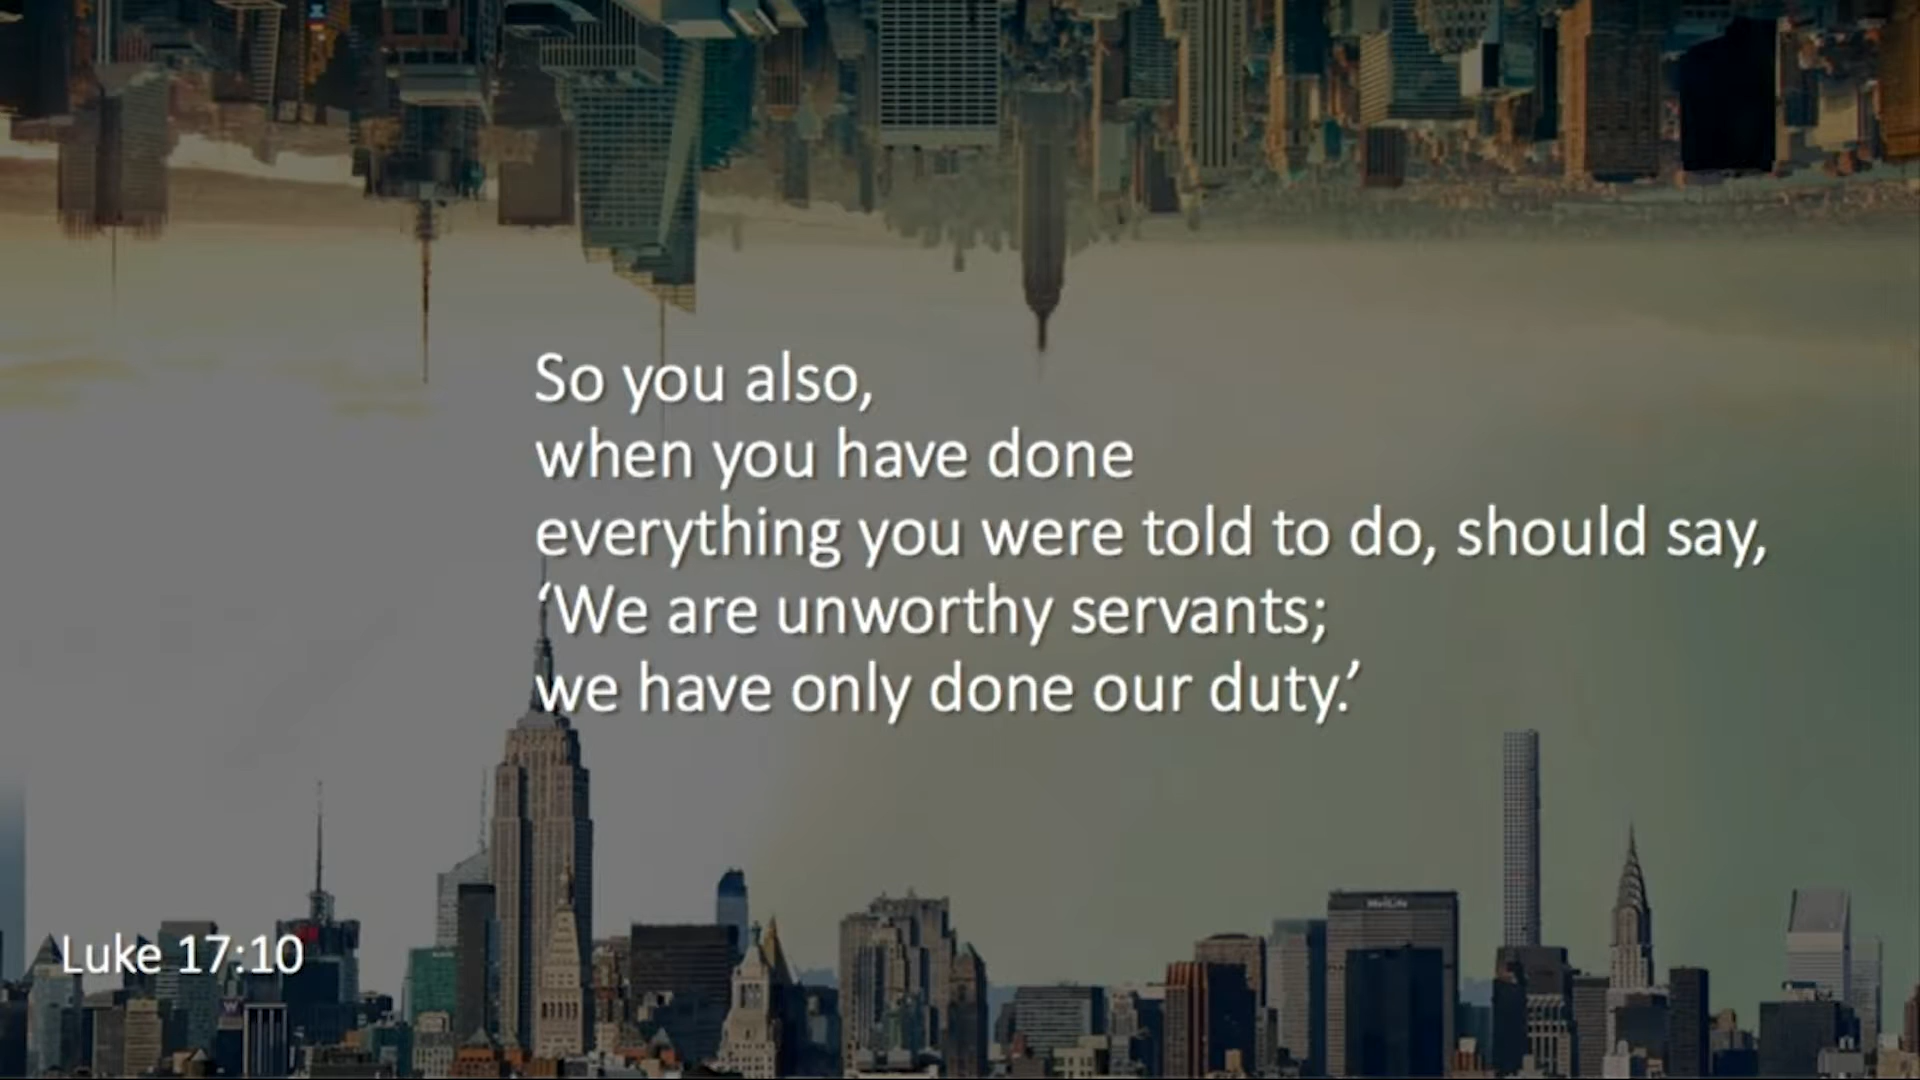 So you also,
when you have done
everything you were told to do, should say,
‘We are unworthy servants;
we have only done our duty.’
Luke 17:10
MetLife